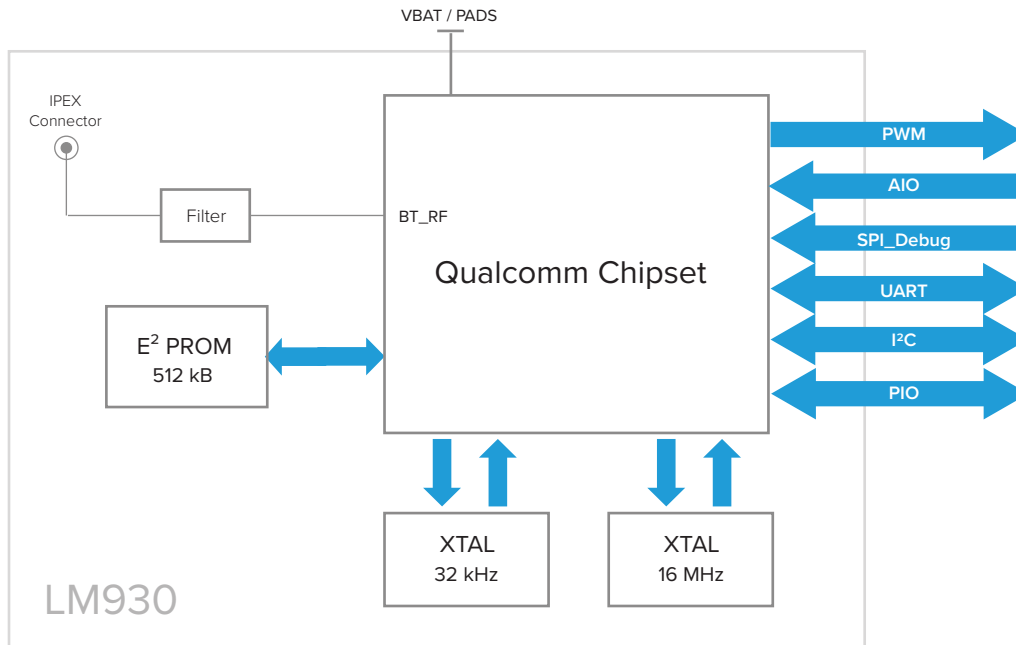 VBAT / PADS
IPEX
Connector
Filter
BT_RF
Qualcomm Chipset
PWM
AIO
SPI_Debug
UART
I²C
PIO
E² PROM
512 kB
XTAL
32 kHz
XTAL
16 MHz
LM930